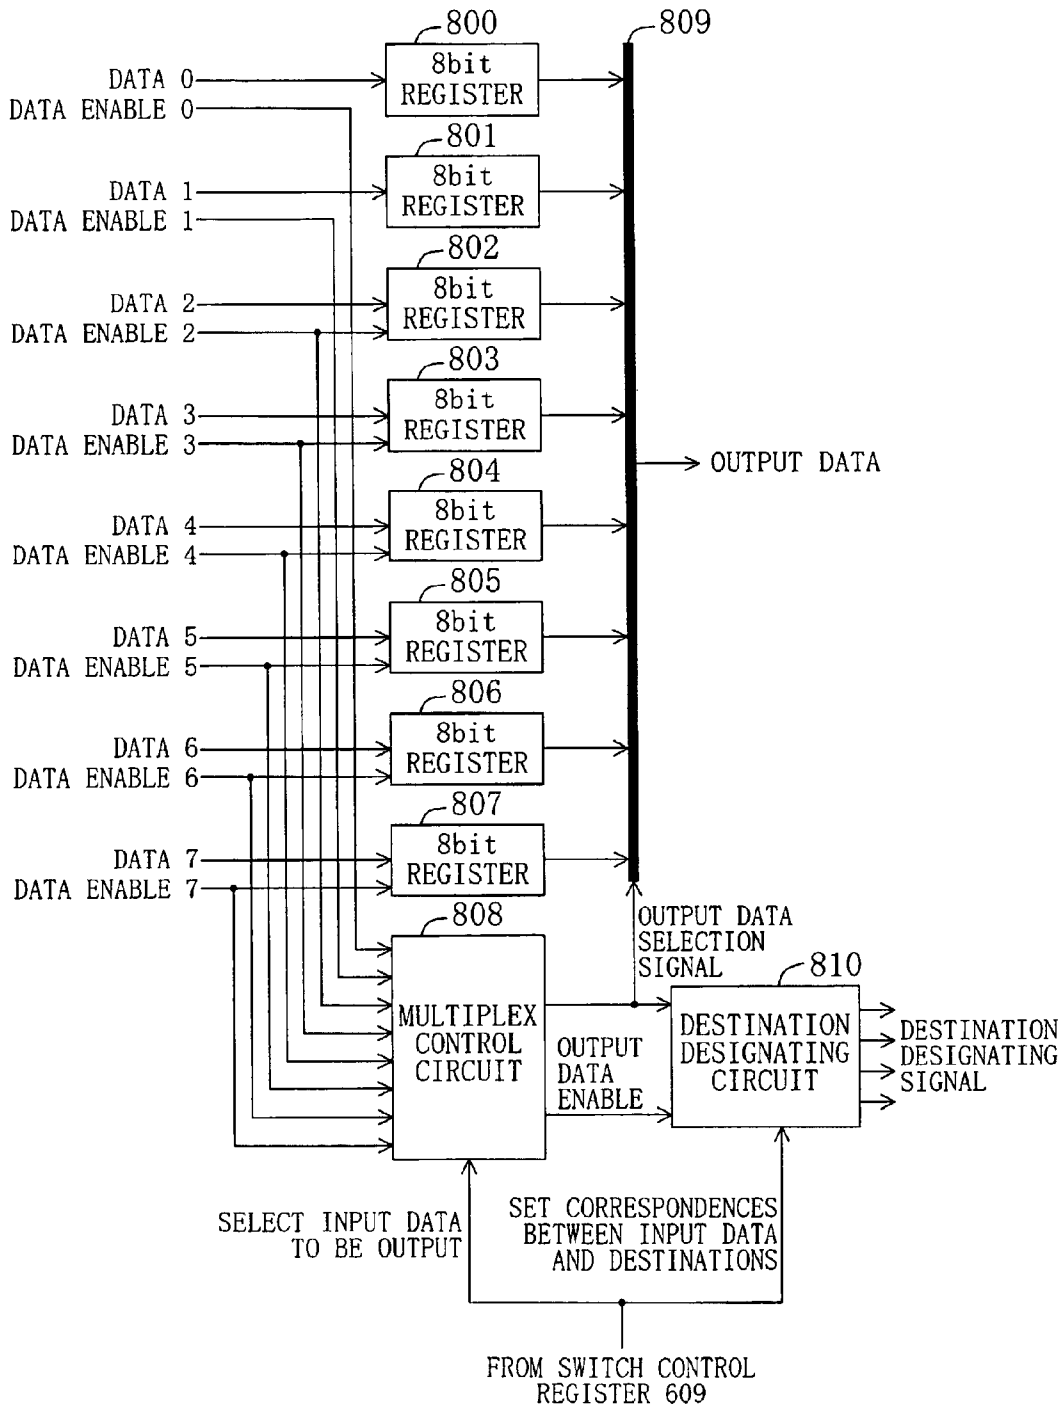 800
8bit
REGISTER
809
DATA 0
DATA ENABLE 0
801
8bit
REGISTER
DATA 1
DATA ENABLE 1
802
8bit
REGISTER
DATA 2
DATA ENABLE 2
803
8bit
REGISTER
DATA 3
DATA ENABLE 3
OUTPUT DATA
804
8bit
REGISTER
DATA 4
DATA ENABLE 4
805
8bit
REGISTER
DATA 5
DATA ENABLE 5
806
8bit
REGISTER
DATA 6
DATA ENABLE 6
807
8bit
REGISTER
DATA 7
DATA ENABLE 7
808
MULTIPLEX
CONTROL
CIRCUIT
OUTPUT DATA
SELECTION
SIGNAL
810
DESTINATION
DESIGNATING
CIRCUIT
DESTINATION
DESIGNATING
SIGNAL
OUTPUT
DATA
ENABLE
SELECT INPUT DATA
TO BE OUTPUT
SET CORRESPONDENCES
BETWEEN INPUT DATA
AND DESTINATIONS
FROM SWITCH CONTROL
REGISTER 609